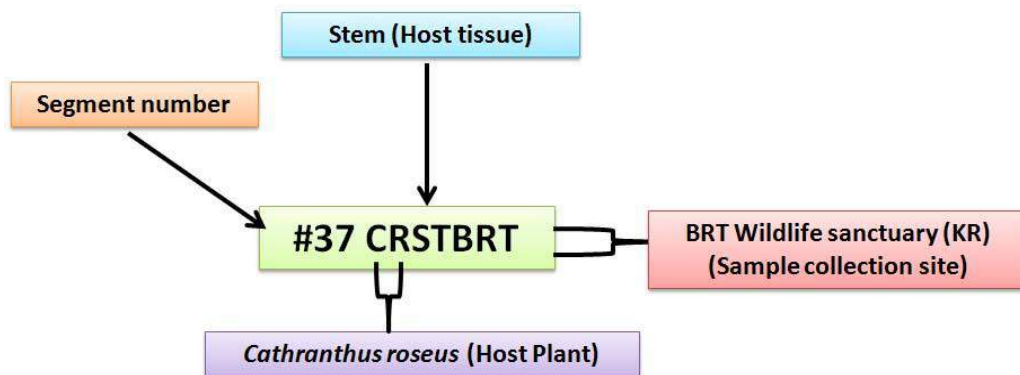 Stem (Host tissue)
Segment number
#37 CRSTBRT
BRT Wildlife sanctuary (KR)
(Sample collection site)
Cathranthus roseus (Host Plant)